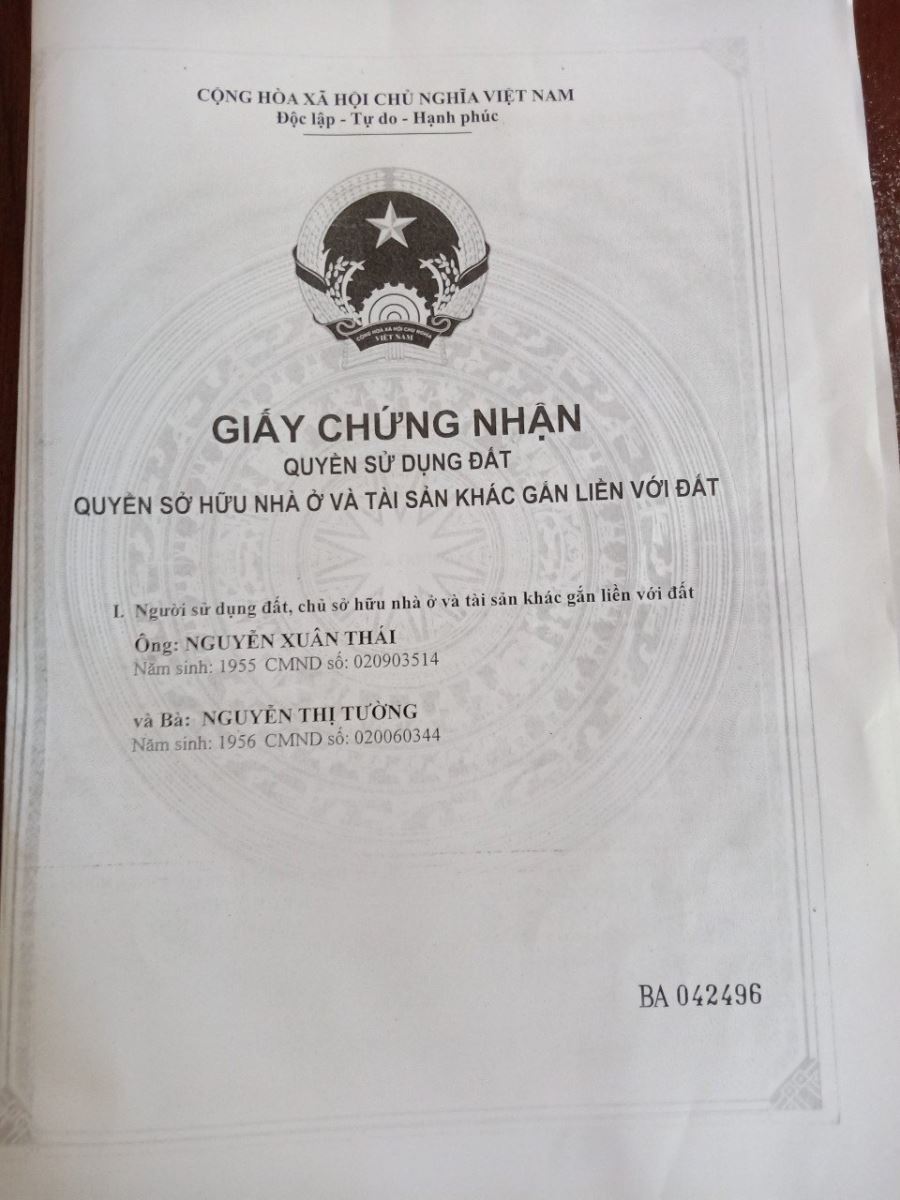 CỘNG HÒA XÃ HỘI CHỦ NGHĨA VIỆT NAM
Độc lập - Tự do - Hạnh phúc
CỘNG HÒA XÃ HỘI CHỦ NGHĨA
VIỆT NAM
GIẤY CHỨNG NHẬN
QUYỀN SỬ DỤNG ĐẤT
QUYỀN SỞ HỮU NHÀ Ở VÀ TÀI SẢN KHÁC GẮN LIỀN VỚI ĐẤT
I. Người sử dụng đất, chủ sở hữu nhà ở và tài sản khác gắn liền với đất
Ông: NGUYỄN XUÂN THÁI
Năm sinh: 1955 CMND số: 020903514
và Bà: NGUYỄN THỊ TƯỜNG
Năm sinh: 1956 CMND số: 020060344
BA 042496